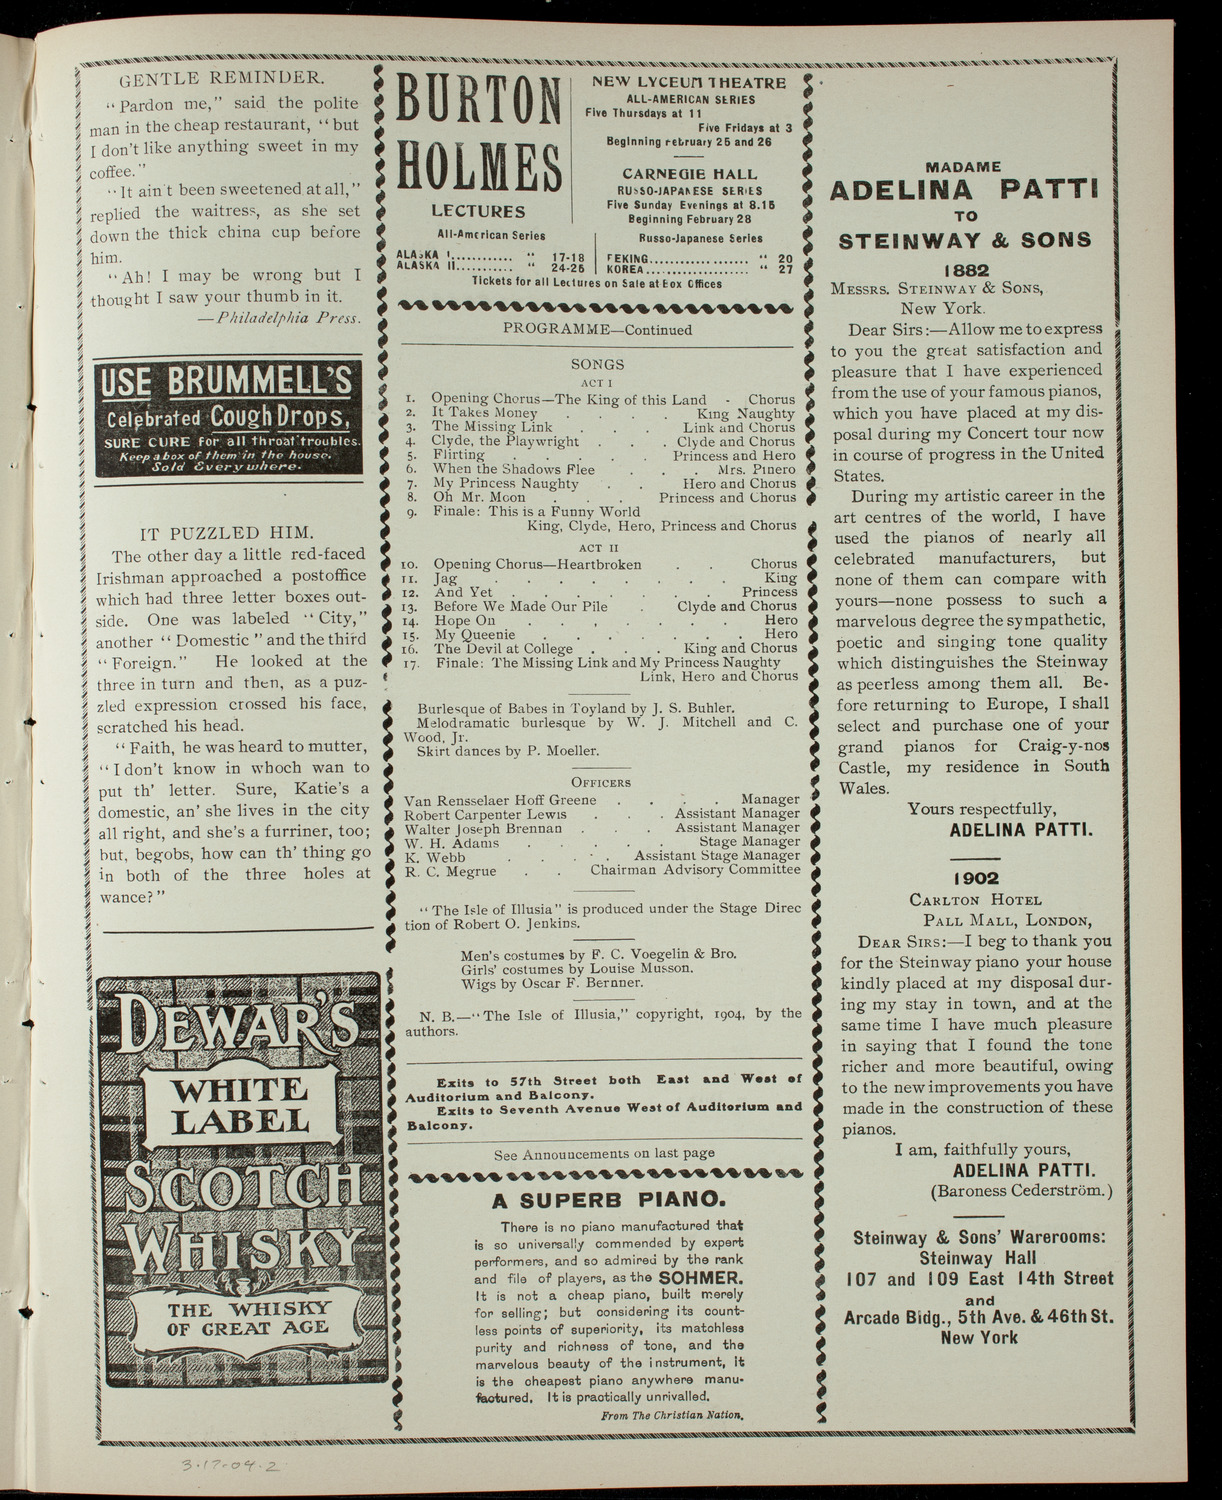 GENTLE REMINDER.
“Pardon me,” said the polite
man in the cheap restaurant, “but
I don't like anything sweet in my
coffee.”
“It ain't been sweetened at all,”
replied the waitress, as she set
down the thick china cup before
him.
“Ah! I may be wrong but I
thought I saw your thumb in it.
—Philadelphia Press.
USE BRUMMELL'S
Celebrated Cough Drops,
SURE CURE for all throat troubles.
Keep a box of them in the house.
Sold Everywhere.
IT PUZZLED HIM.
The other day a little red-faced
Irishman approached a postoffice
which had three letter boxes out-
side. One was labeled “City,”
another “Domestic” and the third
“Foreign.” He looked at the
three in turn and then, as a puz-
zled expression crossed his face,
scratched his head.
“Faith, he was heard to mutter,
“I don't know in whoch wan to
put th' letter. Sure, Katie's a
domestic, an' she lives in the city
all right, and she's a furriner, too;
but, begobs, how can th' thing go
in both of the three holes at
wance?”
DEWAR'S
WHITE
LABEL
SCOTCH
WHISKY
THE WHISKY
OF GREAT AGE
BURTON
HOLMES
LECTURES
NEW LYCEUM THEATRE
ALL-AMERICAN SERIES
Five Thursdays at 11
Five Fridays at 3
Beginning February 25 and 26
CARNEGIE HALL
RUSSO-JAPANESE SERIES
Five Sunday Evenings at 8.15
Beginning February 28
All-American Series
ALASKA I........... “ 17-18
ALASKA II.......... “ 24-25
Russo-Japanese Series
PEKING.................. “ 20
KOREA................... “ 27
Tickets for all Lectures on Sale at Box Offices
PROGRAMME—Continued
SONGS
ACT I
1. Opening Chorus—The King of this Land - Chorus
2. It Takes Money . . . . King Naughty
3. The Missing Link . . . Link and Chorus
4. Clyde, the Playwright . . . Clyde and Chorus
5. Flirting . . . . . Princess and Hero
6. When the Shadows Flee . . . Mrs. Pinero
7. My Princess Naughty . . Hero and Chorus
8. Oh Mr. Moon . . . Princess and Chorus
9. Finale: This is a Funny World
King, Clyde, Hero, Princess and Chorus
ACT II
10. Opening Chorus—Heartbroken . . Chorus
11. Jag . . . . . . . . King
12. And Yet . . . . . . . Princess
13. Before We Made Our Pile . Clyde and Chorus
14. Hope On . . . . . . . Hero
15. My Queenie . . . . . . . Hero
16. The Devil at College . . . King and Chorus
17. Finale: The Missing Link and My Princess Naughty
Link, Hero and Chorus
Burlesque of Babes in Toyland by J. S. Buhler.
Melodramatic burlesque by W. J. Mitchell and C.
Wood, Jr.
Skirt dances by P. Moeller.
OFFICERS
Van Rensselaer Hoff Greene . . . . Manager
Robert Carpenter Lewis . . . Assistant Manager
Walter Joseph Brennan . . . Assistant Manager
W. H. Adams . . . . . Stage Manager
K. Webb . . . . . Assistant Stage Manager
R. C. Megrue . . Chairman Advisory Committee
“The Isle of Illusia” is produced under the Stage Direc
tion of Robert O. Jenkins.
Men's costumes by F. C. Voegelin & Bro.
Girls' costumes by Louise Musson.
Wigs by Oscar F. Bernner.
N. B.—“The Isle of Illusia,” copyright, 1904, by the
authors.
Exits to 57th Street both East and West of
Auditorium and Balcony.
Exits to Seventh Avenue West of Auditorium and
Balcony.
See Announcements on last page
A SUPERB PIANO.
There is no piano manufactured that
is so universally commended by expert
performers, and so admired by the rank
and file of players, as the SOHMER.
It is not a cheap piano, built merely
for selling; but considering its count-
less points of superiority, its matchless
purity and richness of tone, and the
marvelous beauty of the instrument, it
is the cheapest piano anywhere manu-
factured. It is practically unrivalled.
From The Christian Nation.
MADAME
ADELINA PATTI
TO
STEINWAY & SONS
1882
MESSRS. STEINWAY & SONS,
New York.
Dear Sirs:—Allow me to express
to you the great satisfaction and
pleasure that I have experienced
from the use of your famous pianos,
which you have placed at my dis-
posal during my Concert tour now
in course of progress in the United
States.
During my artistic career in the
art centres of the world, I have
used the pianos of nearly all
celebrated manufacturers, but
none of them can compare with
yours—none possess to such a
marvelous degree the sympathetic,
poetic and singing tone quality
which distinguishes the Steinway
as peerless among them all. Be-
fore returning to Europe, I shall
select and purchase one of your
grand pianos for Craig-y-nos
Castle, my residence in South
Wales.
Yours respectfully,
ADELINA PATTI.
1902
CARLTON HOTEL
PALL MALL, LONDON,
DEAR SIRS:—I beg to thank you
for the Steinway piano your house
kindly placed at my disposal dur-
ing my stay in town, and at the
same time I have much pleasure
in saying that I found the tone
richer and more beautiful, owing
to the new improvements you have
made in the construction of these
pianos.
I am, faithfully yours,
ADELINA PATTI.
(Baroness Cederström.)
Steinway & Sons' Warerooms:
Steinway Hall
107 and 109 East 14th Street
and
Arcade Bldg., 5th Ave. & 46th St.
New York
3-17-04-2